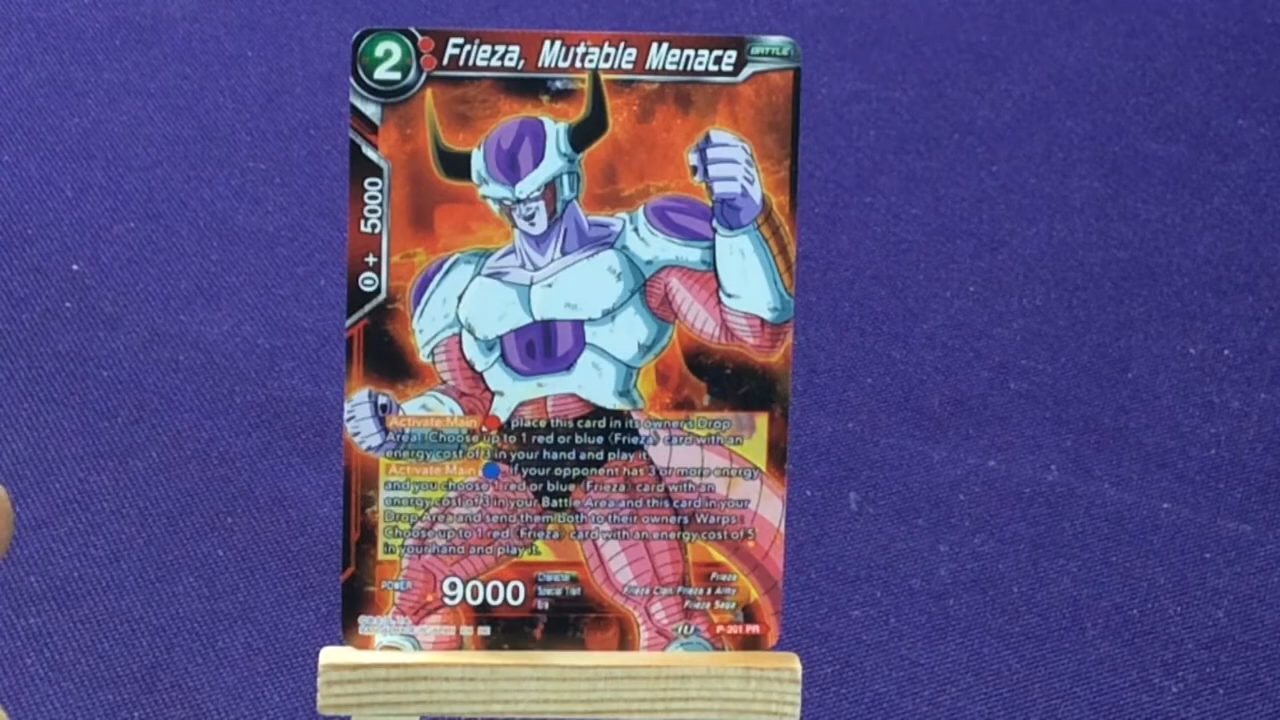 2 Frieza, Mutable Menace BATTLE
0 + 5000
Activate:Main , place this card in its owner's Drop
Area: Choose up to 1 red or blue 《Frieza》 card with an
energy cost of 3 in your hand and play it.
Activate Main , if your opponent has 3 or more energy
and you choose 1 red or blue 《Frieza》 card with an
energy cost of 3 in your Battle Area and this card in your
Drop Area and send them both to their owners' Warps:
Choose up to 1 red 《Frieza》 card with an energy cost of 5
in your hand and play it.
POWER 9000
Character Frieza
Special Trait Frieza Clan, Frieza's Army
Era Frieza Saga
P-201 PR